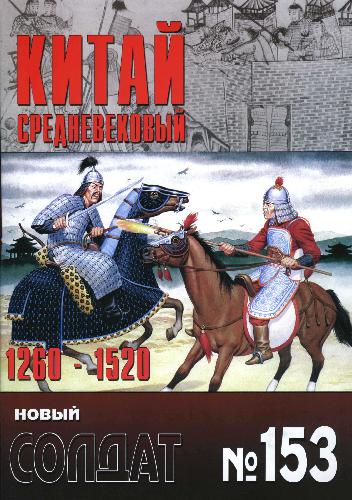 КИТАЙ
СРЕДНЕВЕКОВЫЙ
1260 - 1520
НОВЫЙ
СОЛДАТ
№153